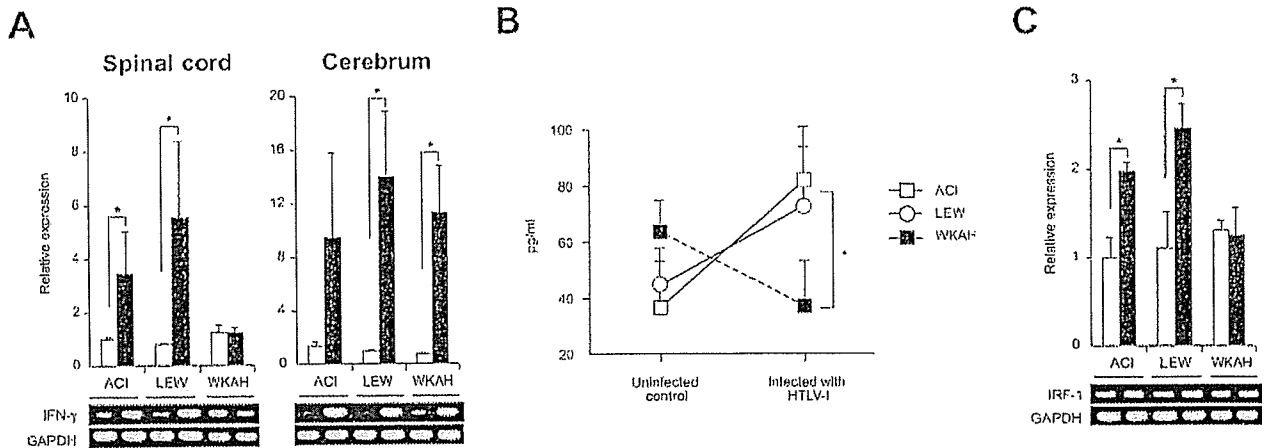 A
B
C
Spinal cord
Cerebrum
Relative expression
10
8
6
4
2
0
*
*
ACI
LEW
WKAH
20
16
12
8
4
0
*
*
ACI
LEW
WKAH
IFN-γ
GAPDH
pg/ml
100
80
60
40
20
*
Uninfected
control
Infected with
HTLV-I
ACI
LEW
WKAH
Relative expression
3
2
1
0
*
*
ACI
LEW
WKAH
IRF-1
GAPDH